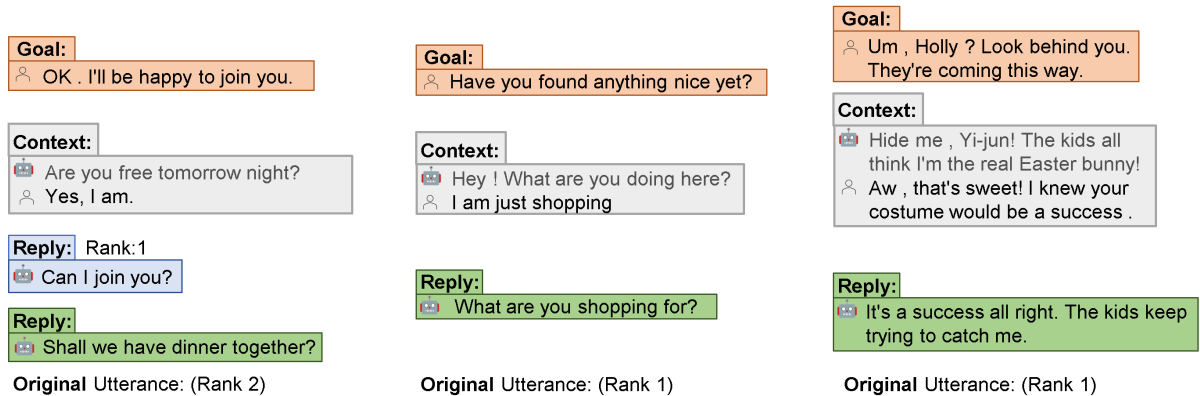 Goal:
OK . I'll be happy to join you.
Context:
Are you free tomorrow night?
Yes, I am.
Reply: Rank:1
Can I join you?
Reply:
Shall we have dinner together?
Original Utterance: (Rank 2)
Goal:
Have you found anything nice yet?
Context:
Hey ! What are you doing here?
I am just shopping
Reply:
What are you shopping for?
Original Utterance: (Rank 1)
Goal:
Um , Holly ? Look behind you.
They're coming this way.
Context:
Hide me , Yi-jun! The kids all
think I'm the real Easter bunny!
Aw , that's sweet! I knew your
costume would be a success .
Reply:
It's a success all right. The kids keep
trying to catch me.
Original Utterance: (Rank 1)